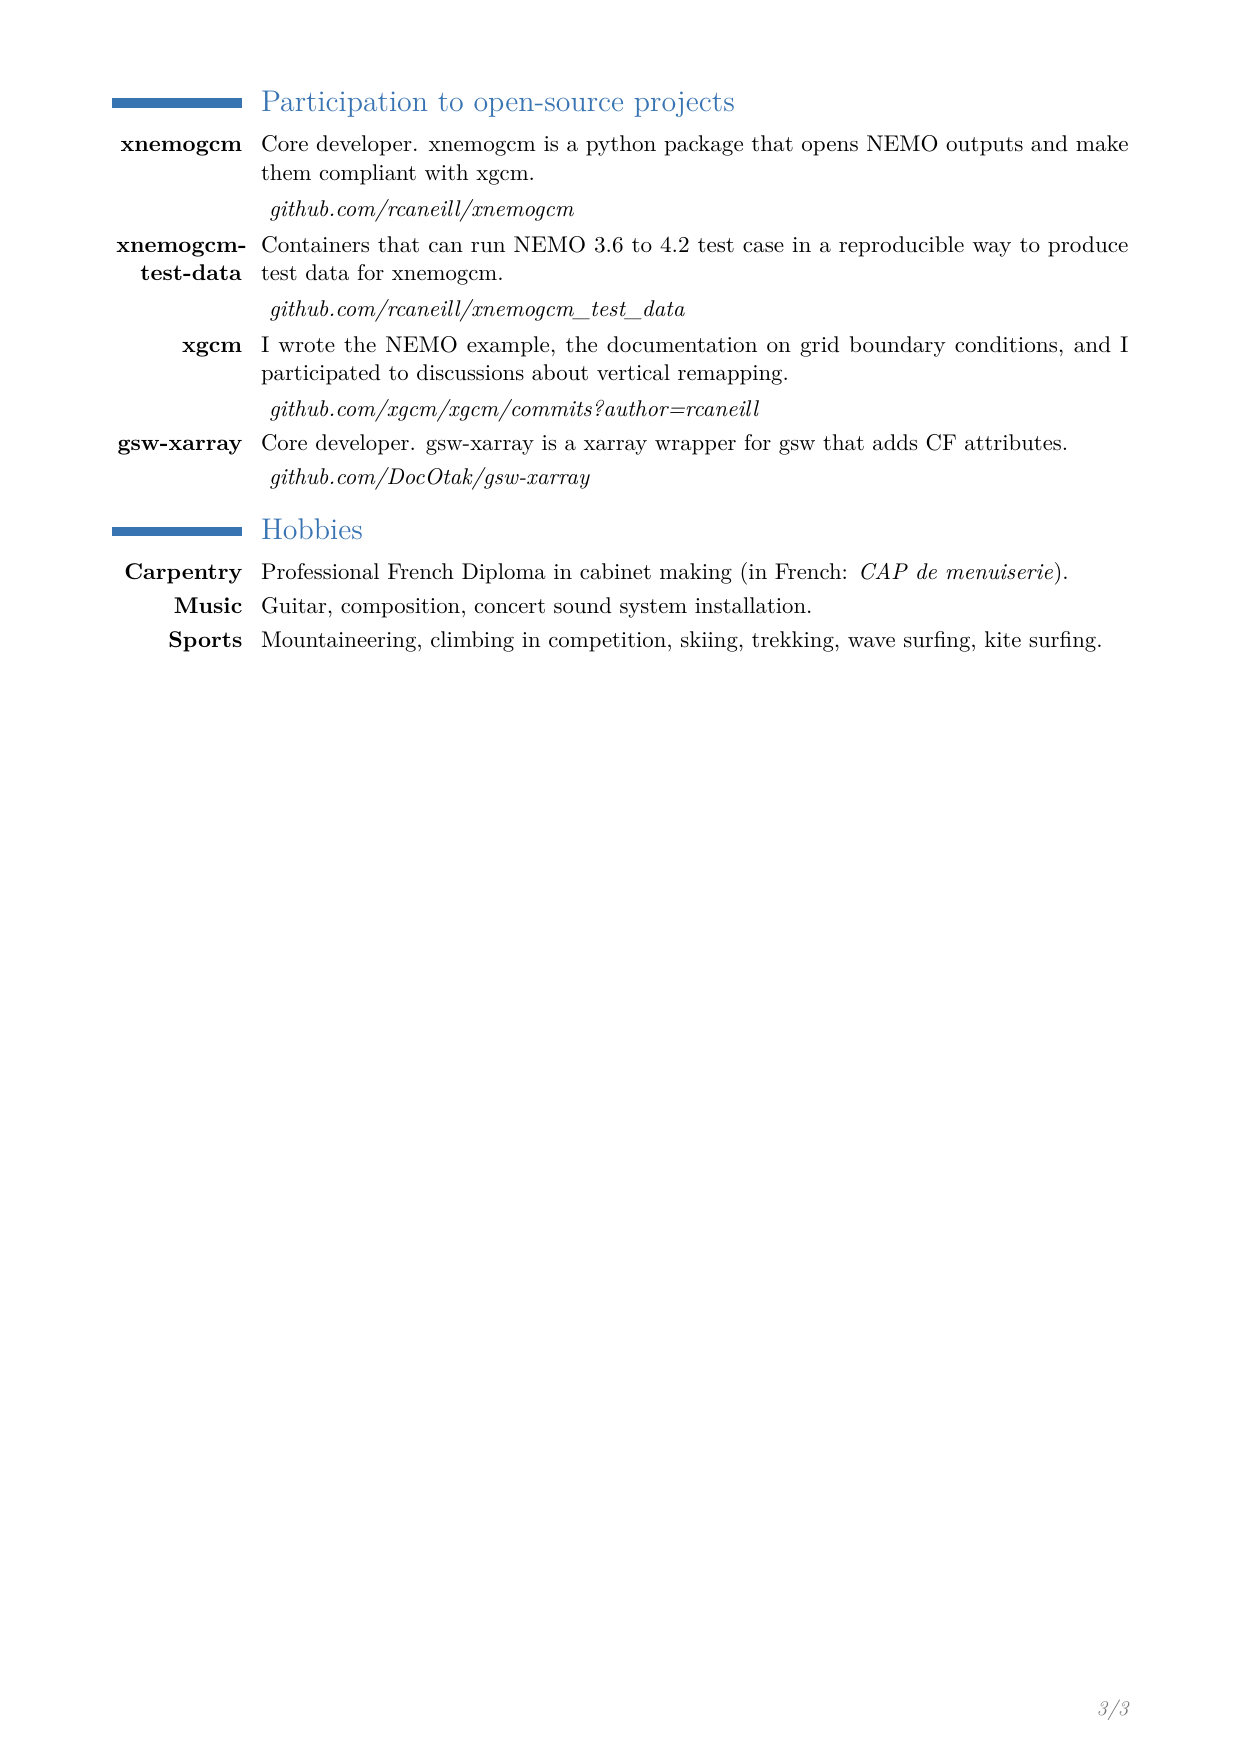 Participation to open-source projects
xnemogcm Core developer. xnemogcm is a python package that opens NEMO outputs and make
them compliant with xgcm.
github.com/rcaneill/xnemogcm
xnemogcm- Containers that can run NEMO 3.6 to 4.2 test case in a reproducible way to produce
test-data test data for xnemogcm.
github.com/rcaneill/xnemogcm_test_data
xgcm I wrote the NEMO example, the documentation on grid boundary conditions, and I
participated to discussions about vertical remapping.
github.com/xgcm/xgcm/commits?author=rcaneill
gsw-xarray Core developer. gsw-xarray is a xarray wrapper for gsw that adds CF attributes.
github.com/DocOtak/gsw-xarray
Hobbies
Carpentry Professional French Diploma in cabinet making (in French: CAP de menuiserie).
Music Guitar, composition, concert sound system installation.
Sports Mountaineering, climbing in competition, skiing, trekking, wave surfing, kite surfing.
3/3